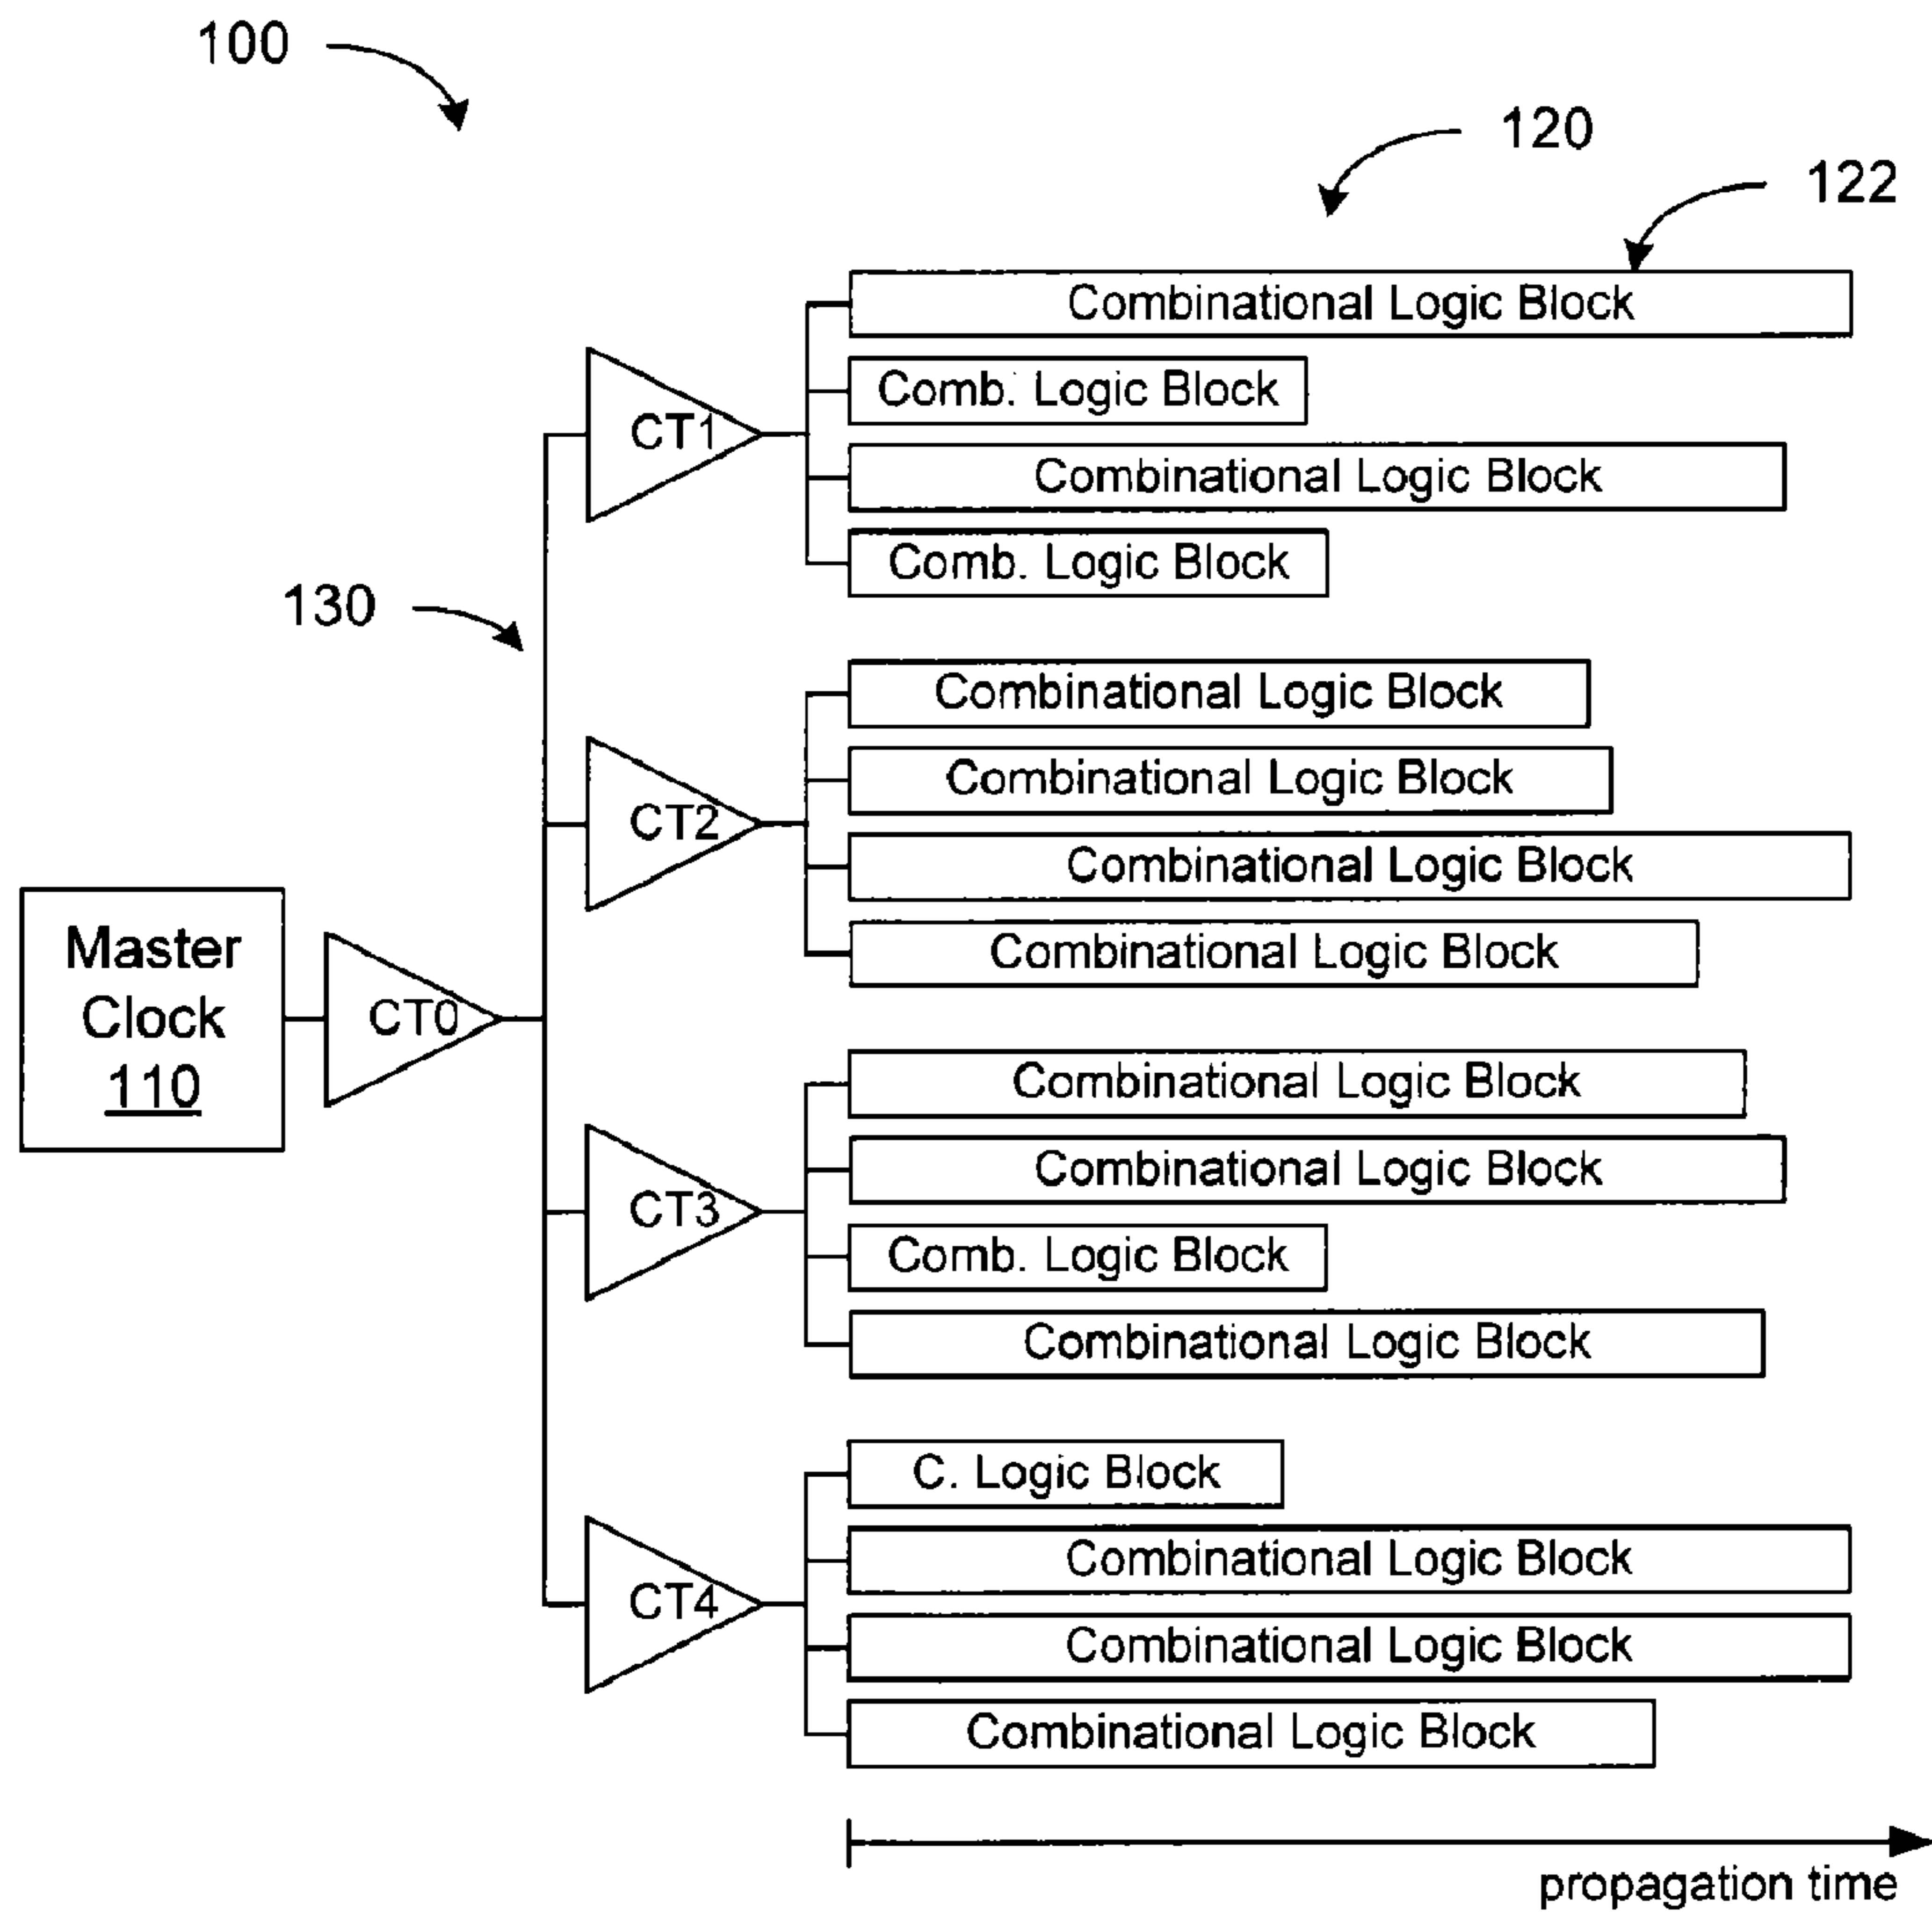 100
120
122
Combinational Logic Block
Comb. Logic Block
CT1
Combinational Logic Block
Comb. Logic Block
130
Combinational Logic Block
Combinational Logic Block
CT2
Combinational Logic Block
Combinational Logic Block
Master
Clock
110
CT0
Combinational Logic Block
Combinational Logic Block
CT3
Comb. Logic Block
Combinational Logic Block
C. Logic Block
Combinational Logic Block
CT4
Combinational Logic Block
Combinational Logic Block
propagation time